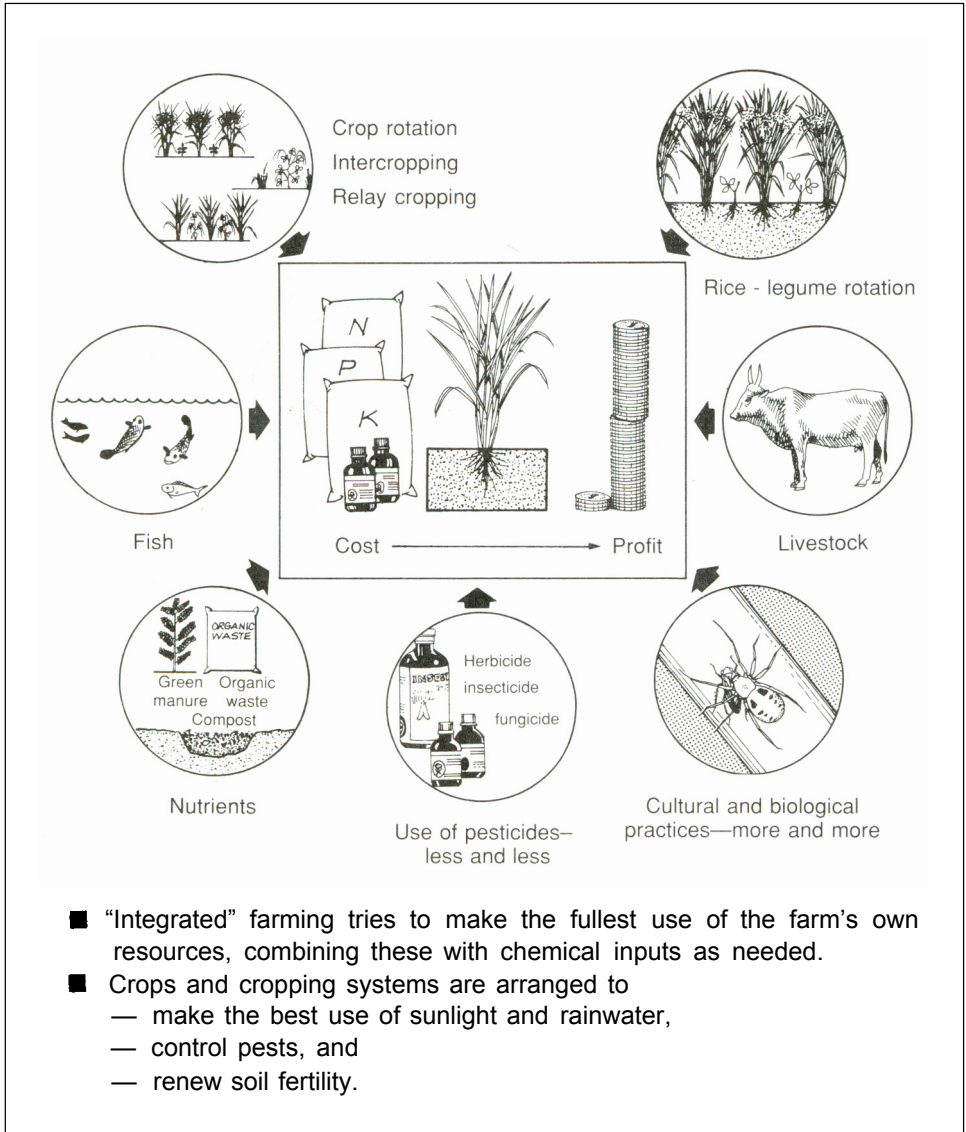 Crop rotation
Intercropping
Relay cropping
Rice - legume rotation
N
P
K
Fish
Cost
Profit
Livestock
ORGANIC
WASTE
Green
manure
Organic
waste
Compost
Nutrients
Herbicide
insecticide
fungicide
Use of pesticides–
less and less
Cultural and biological
practices—more and more
■ “Integrated” farming tries to make the fullest use of the farm’s own
resources, combining these with chemical inputs as needed.
■ Crops and cropping systems are arranged to
— make the best use of sunlight and rainwater,
— control pests, and
— renew soil fertility.